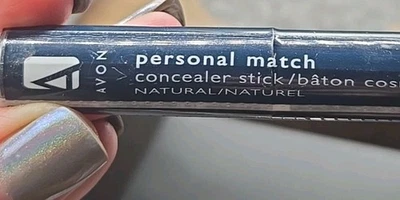 AVON
personal match
concealer stick/bâton cos
NATURAL/NATUREL